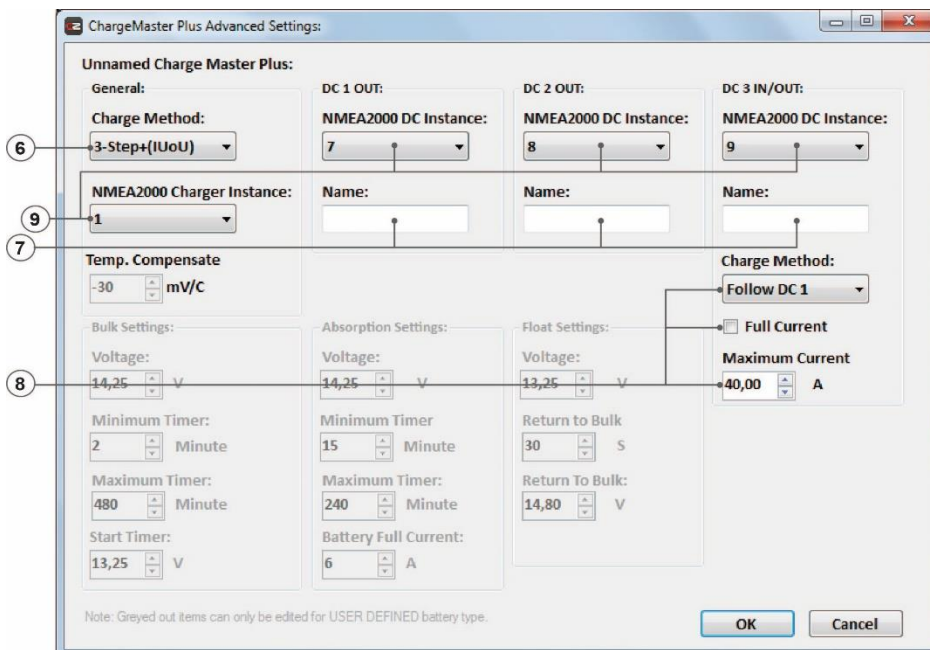 ChargeMaster Plus Advanced Settings:
Unnamed Charge Master Plus:
General:
Charge Method:
3-Step+(IUoU)
NMEA2000 Charger Instance:
1
Temp. Compensate
-30 mV/C
DC 1 OUT:
NMEA2000 DC Instance:
7
Name:
DC 2 OUT:
NMEA2000 DC Instance:
8
Name:
DC 3 IN/OUT:
NMEA2000 DC Instance:
9
Name:
Charge Method:
Follow DC 1
Full Current
Maximum Current
40,00 A
Bulk Settings:
Voltage:
14,25 V
Minimum Timer:
2 Minute
Maximum Timer:
480 Minute
Start Timer:
13,25 V
Absorption Settings:
Voltage:
14,25 V
Minimum Timer
15 Minute
Maximum Timer:
240 Minute
Battery Full Current:
6 A
Float Settings:
Voltage:
13,25 V
Return to Bulk
30 S
Return To Bulk:
14,80 V
Note: Greyed out items can only be edited for USER DEFINED battery type.
OK
Cancel
6
9
7
8